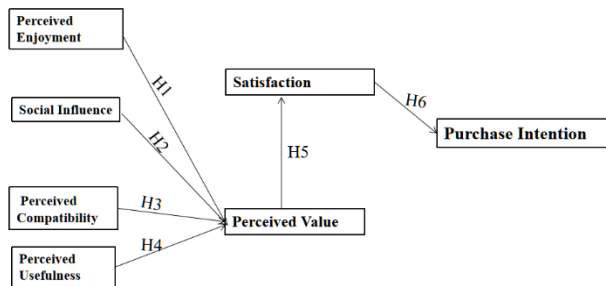 Perceived
Enjoyment
H1
Satisfaction
H6
Social Influence
H2
Purchase Intention
H5
Perceived
Compatibility
H3
Perceived Value
H4
Perceived
Usefulness